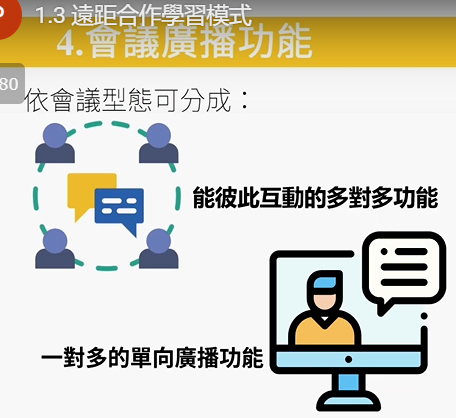 1.3 遠距合作學習模式
4.會議廣播功能
80
依會議型態可分成：
能彼此互動的多對多功能
一對多的單向廣播功能